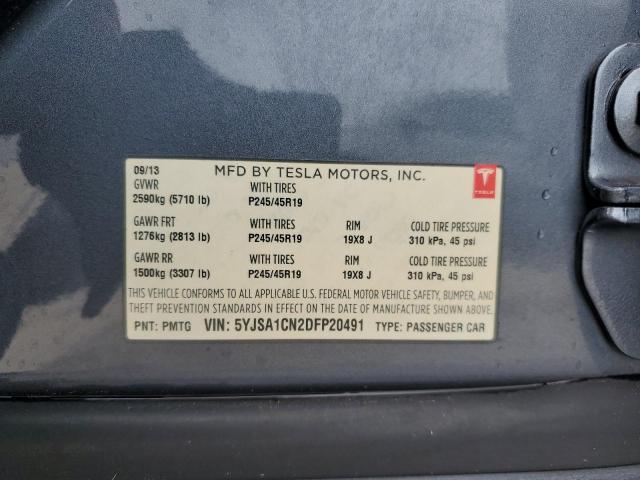 09/13 MFD BY TESLA MOTORS, INC.
GVWR WITH TIRES
2590kg (5710 lb) P245/45R19
TESLA
GAWR FRT WITH TIRES RIM COLD TIRE PRESSURE
1276kg (2813 lb) P245/45R19 19X8 J 310 kPa, 45 psi
GAWR RR WITH TIRES RIM COLD TIRE PRESSURE
1500kg (3307 lb) P245/45R19 19X8 J 310 kPa, 45 psi
THIS VEHICLE CONFORMS TO ALL APPLICABLE U.S. FEDERAL MOTOR VEHICLE SAFETY, BUMPER, AND
THEFT PREVENTION STANDARDS IN EFFECT ON THE DATE OF MANUFACTURE SHOWN ABOVE.
PNT: PMTG VIN: 5YJSA1CN2DFP20491 TYPE: PASSENGER CAR